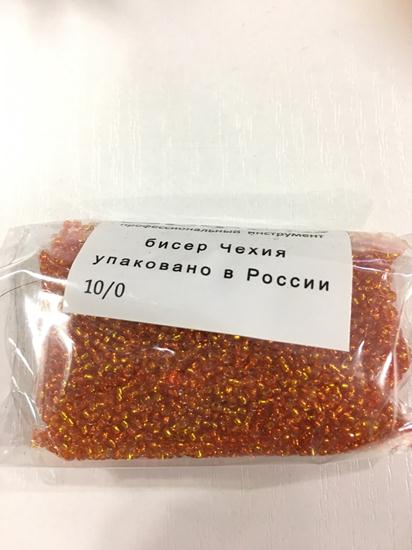 профессиональный инструмент
бисер Чехия
упаковано в России
10/0